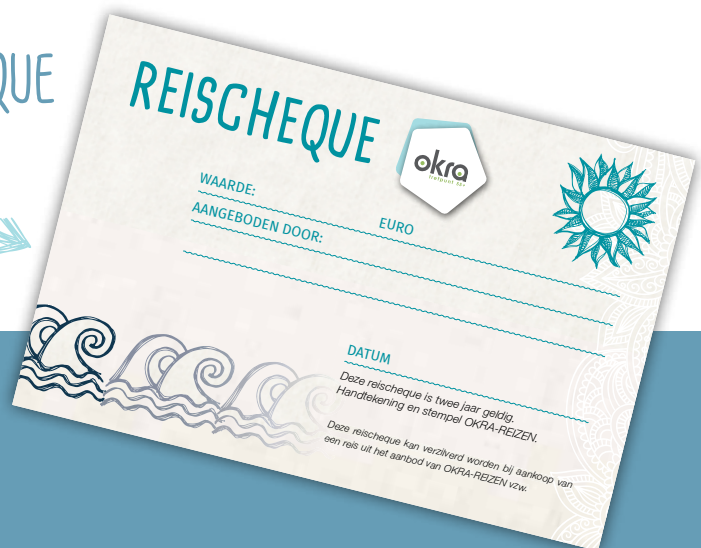 QUE
REISCHEQUE
okra
trefpunt 55+
WAARDE:
EURO
AANGEBODEN DOOR:
DATUM
Deze reischeque is twee jaar geldig.
Handtekening en stempel OKRA-REIZEN.
Deze reischeque kan verzilverd worden bij aankoop van
een reis uit het aanbod van OKRA-REIZEN vzw.